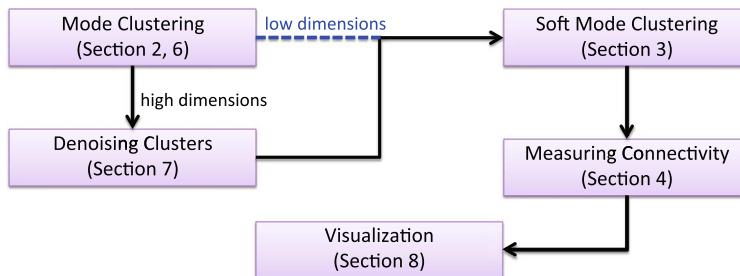 Mode Clustering
(Section 2, 6)
low dimensions
Soft Mode Clustering
(Section 3)
high dimensions
Denoising Clusters
(Section 7)
Measuring Connectivity
(Section 4)
Visualization
(Section 8)